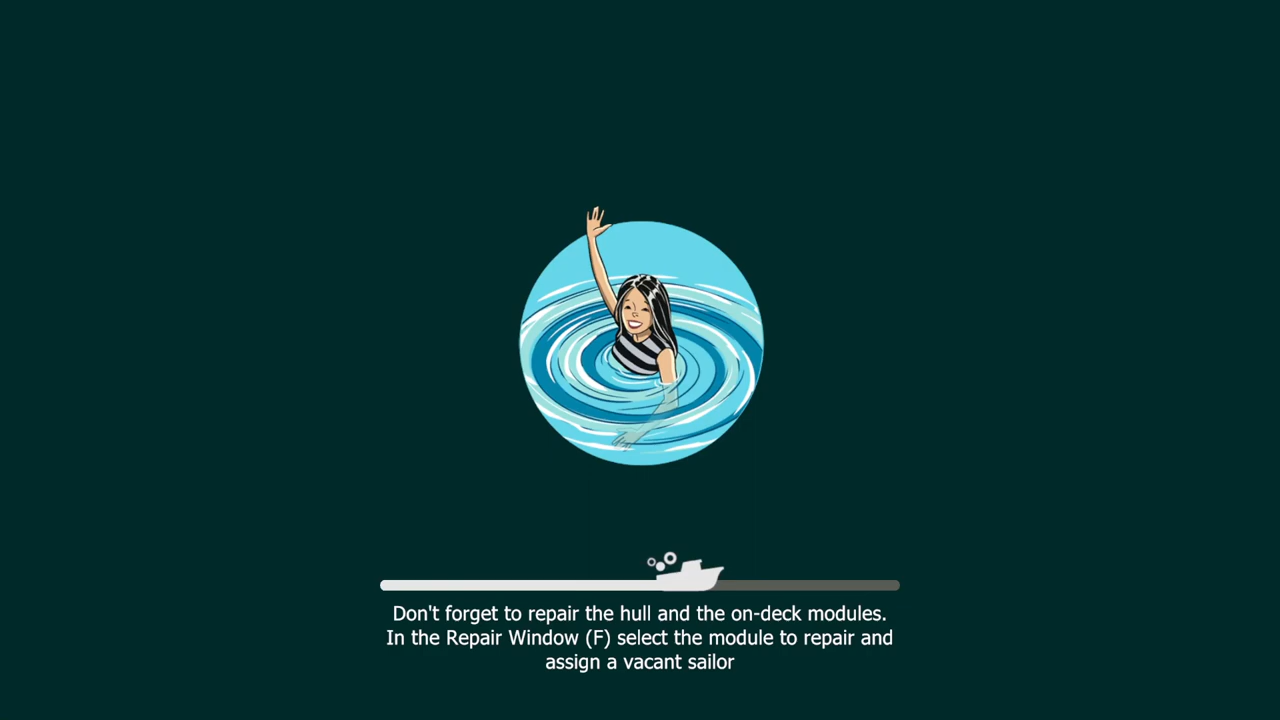 Don't forget to repair the hull and the on-deck modules.
In the Repair Window (F) select the module to repair and
assign a vacant sailor